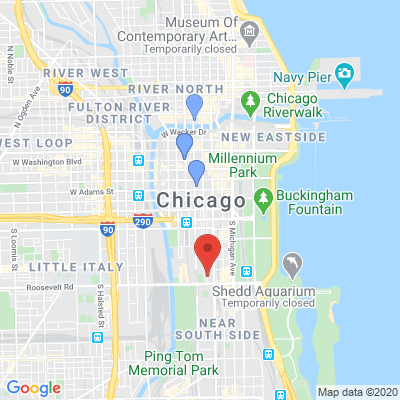 Museum Of
Contemporary Art...
Temporarily closed
N Noble St
N Ogden Ave
RIVER WEST
90
RIVER NORTH
Navy Pier
FULTON RIVER
DISTRICT
Chicago
Riverwalk
W Wacker Dr
NEW EASTSIDE
WEST LOOP
W Washington Blvd
Millennium
Park
W Adams St
Chicago
Buckingham
Fountain
290
90
S Loomis St
S Michigan Ave
LITTLE ITALY
Roosevelt Rd
S Halsted St
Shedd Aquarium
Temporarily closed
NEAR
SOUTH SIDE
Ping Tom
Memorial Park
Google
Map data ©2020